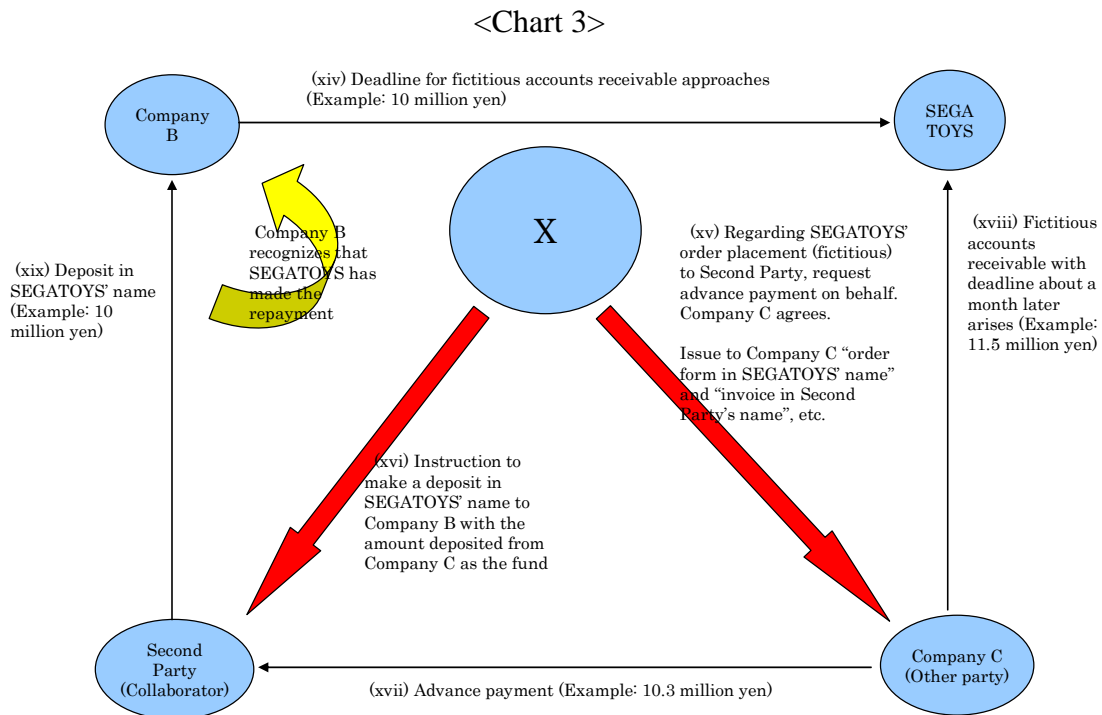 <Chart 3>
(xiv) Deadline for fictitious accounts receivable approaches
(Example: 10 million yen)
Company
B
SEGA
TOYS
X
Company B
recognizes that
SEGATOYS has
made the
repayment
(xix) Deposit in
SEGATOYS’ name
(Example: 10
million yen)
(xv) Regarding SEGATOYS’
order placement (fictitious)
to Second Party, request
advance payment on behalf.
Company C agrees.
Issue to Company C “order
form in SEGATOYS’ name”
and “invoice in Second
Party’s name”, etc.
(xviii) Fictitious
accounts
receivable with
deadline about a
month later
arises (Example:
11.5 million yen)
(xvi) Instruction to
make a deposit in
SEGATOYS’ name to
Company B with the
amount deposited from
Company C as the fund
Second
Party
(Collaborator)
Company C
(Other party)
(xvii) Advance payment (Example: 10.3 million yen)